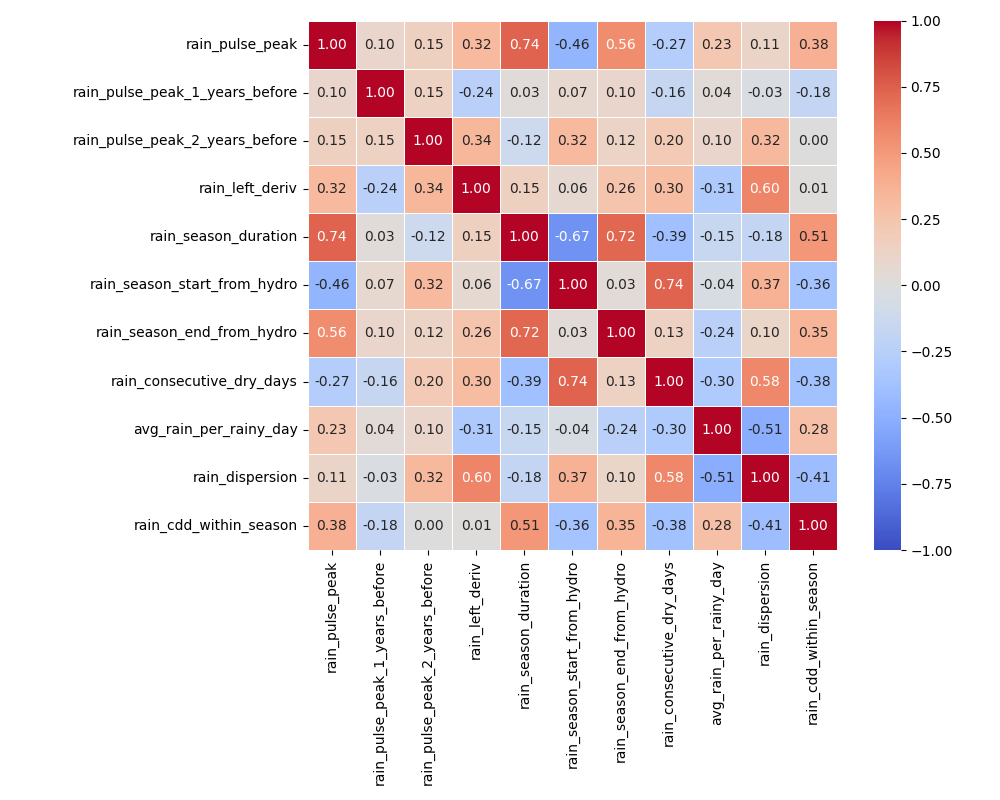 rain_pulse_peak 1.00 0.10 0.15 0.32 0.74 -0.46 0.56 -0.27 0.23 0.11 0.38
rain_pulse_peak_1_years_before 0.10 1.00 0.15 -0.24 0.03 0.07 0.10 -0.16 0.04 -0.03 -0.18
rain_pulse_peak_2_years_before 0.15 0.15 1.00 0.34 -0.12 0.32 0.12 0.20 0.10 0.32 0.00
rain_left_deriv 0.32 -0.24 0.34 1.00 0.15 0.06 0.26 0.30 -0.31 0.60 0.01
rain_season_duration 0.74 0.03 -0.12 0.15 1.00 -0.67 0.72 -0.39 -0.15 -0.18 0.51
rain_season_start_from_hydro -0.46 0.07 0.32 0.06 -0.67 1.00 0.03 0.74 -0.04 0.37 -0.36
rain_season_end_from_hydro 0.56 0.10 0.12 0.26 0.72 0.03 1.00 0.13 -0.24 0.10 0.35
rain_consecutive_dry_days -0.27 -0.16 0.20 0.30 -0.39 0.74 0.13 1.00 -0.30 0.58 -0.38
avg_rain_per_rainy_day 0.23 0.04 0.10 -0.31 -0.15 -0.04 -0.24 -0.30 1.00 -0.51 0.28
rain_dispersion 0.11 -0.03 0.32 0.60 -0.18 0.37 0.10 0.58 -0.51 1.00 -0.41
rain_cdd_within_season 0.38 -0.18 0.00 0.01 0.51 -0.36 0.35 -0.38 0.28 -0.41 1.00
rain_pulse_peak
rain_pulse_peak_1_years_before
rain_pulse_peak_2_years_before
rain_left_deriv
rain_season_duration
rain_season_start_from_hydro
rain_season_end_from_hydro
rain_consecutive_dry_days
avg_rain_per_rainy_day
rain_dispersion
rain_cdd_within_season
1.00
0.75
0.50
0.25
0.00
−0.25
−0.50
−0.75
−1.00